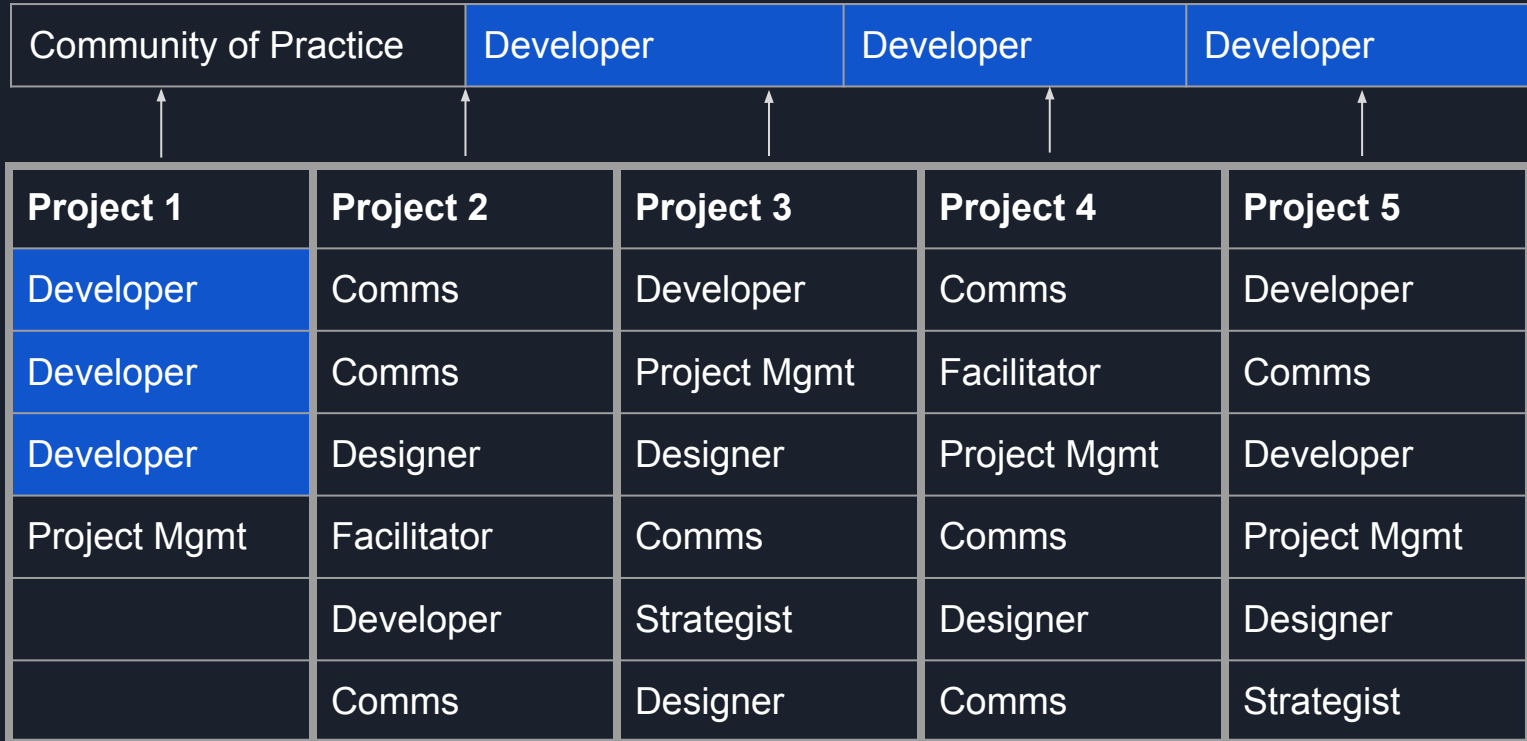 Community of Practice Developer Developer Developer
Project 1 Project 2 Project 3 Project 4 Project 5
Developer Comms Developer Comms Developer
Developer Comms Project Mgmt Facilitator Comms
Developer Designer Designer Project Mgmt Developer
Project Mgmt Facilitator Comms Comms Project Mgmt
Developer Strategist Designer Designer
Comms Designer Comms Strategist